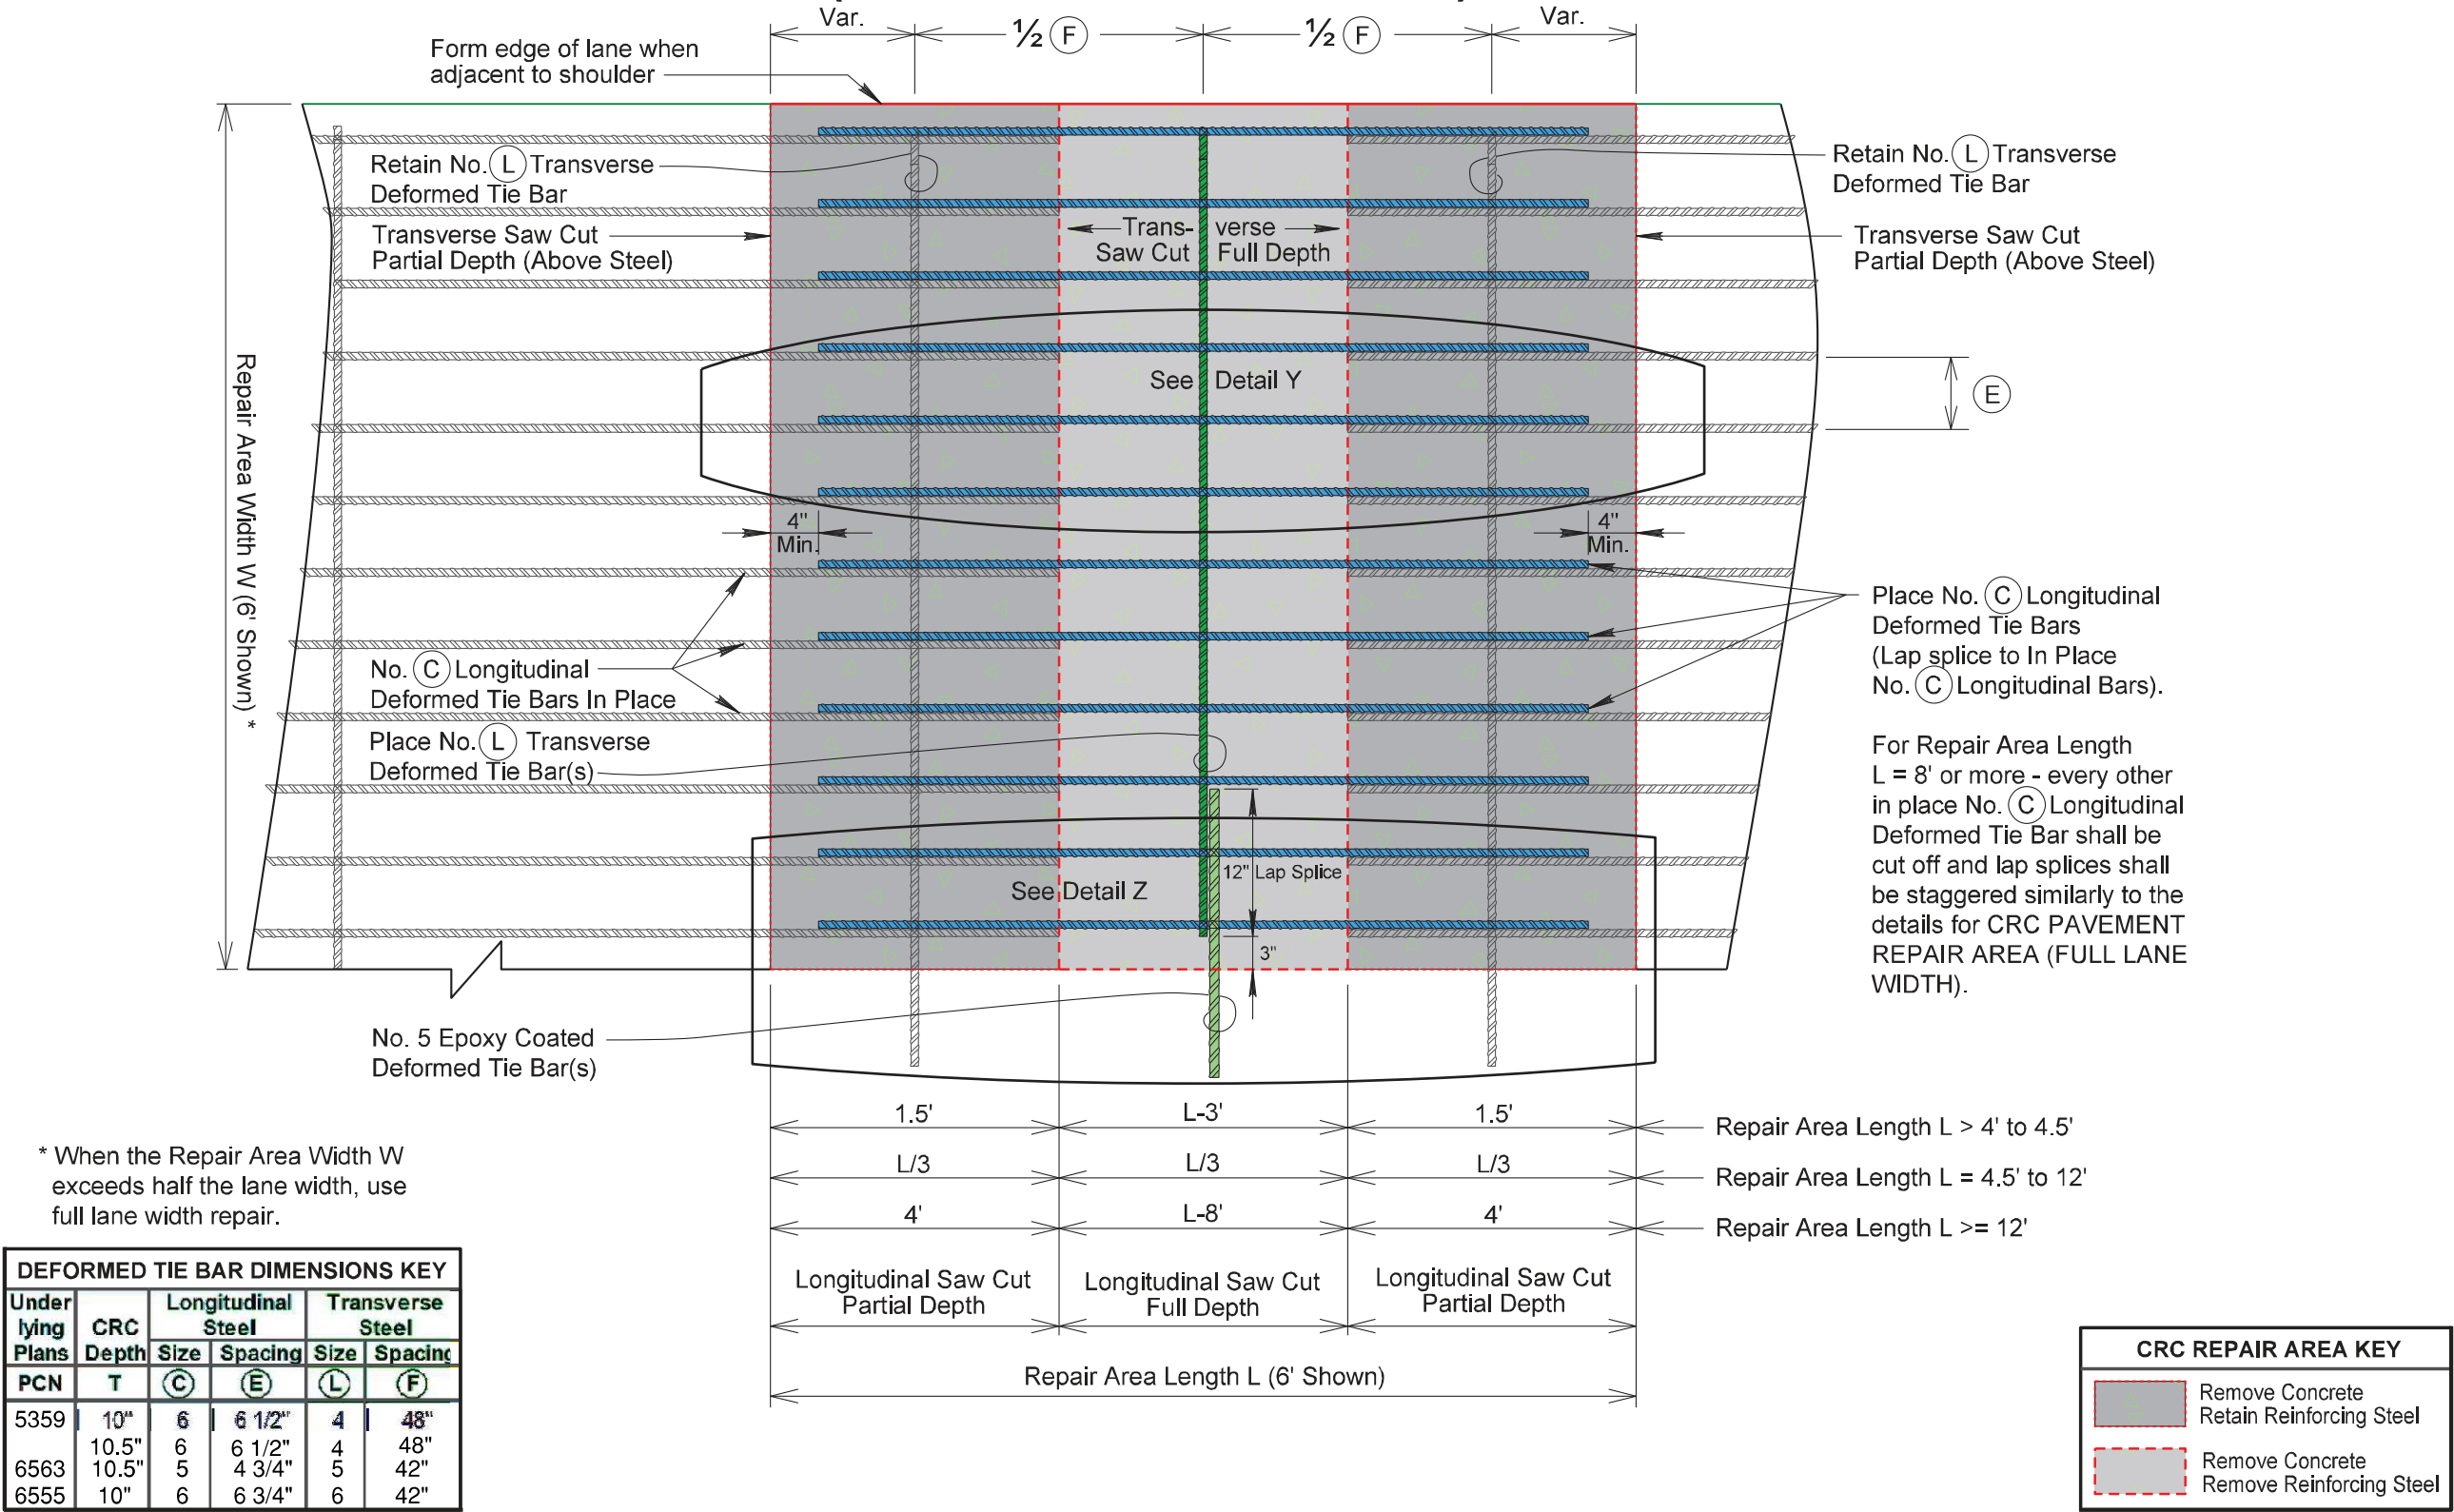 Var.
½ F
½ F
Var.
Form edge of lane when
adjacent to shoulder
Retain No. L Transverse
Deformed Tie Bar
Transverse Saw Cut
Partial Depth (Above Steel)
Trans- verse
Saw Cut Full Depth
Retain No. L Transverse
Deformed Tie Bar
Transverse Saw Cut
Partial Depth (Above Steel)
See Detail Y
E
Repair Area Width W (6' Shown) *
4"
Min.
4"
Min.
No. C Longitudinal
Deformed Tie Bars In Place
Place No. L Transverse
Deformed Tie Bar(s)
Place No. C Longitudinal
Deformed Tie Bars
(Lap splice to In Place
No. C Longitudinal Bars).
For Repair Area Length
L = 8' or more - every other
in place No. C Longitudinal
Deformed Tie Bar shall be
cut off and lap splices shall
be staggered similarly to the
details for CRC PAVEMENT
REPAIR AREA (FULL LANE
WIDTH).
12" Lap Splice
See Detail Z
3"
No. 5 Epoxy Coated
Deformed Tie Bar(s)
1.5' L-3' 1.5' Repair Area Length L > 4' to 4.5'
L/3 L/3 L/3 Repair Area Length L = 4.5' to 12'
4' L-8' 4' Repair Area Length L >= 12'
Longitudinal Saw Cut
Partial Depth
Longitudinal Saw Cut
Full Depth
Longitudinal Saw Cut
Partial Depth
Repair Area Length L (6' Shown)
* When the Repair Area Width W
exceeds half the lane width, use
full lane width repair.
DEFORMED TIE BAR DIMENSIONS KEY
Under
lying
Plans
CRC
Depth
Longitudinal
Steel
Transverse
Steel
Size Spacing Size Spacing
PCN T C E L F
5359 10" 6 6 1/2" 4 48"
10.5" 6 6 1/2" 4 48"
6563 10.5" 5 4 3/4" 5 42"
6555 10" 6 6 3/4" 6 42"
CRC REPAIR AREA KEY
Remove Concrete
Retain Reinforcing Steel
Remove Concrete
Remove Reinforcing Steel